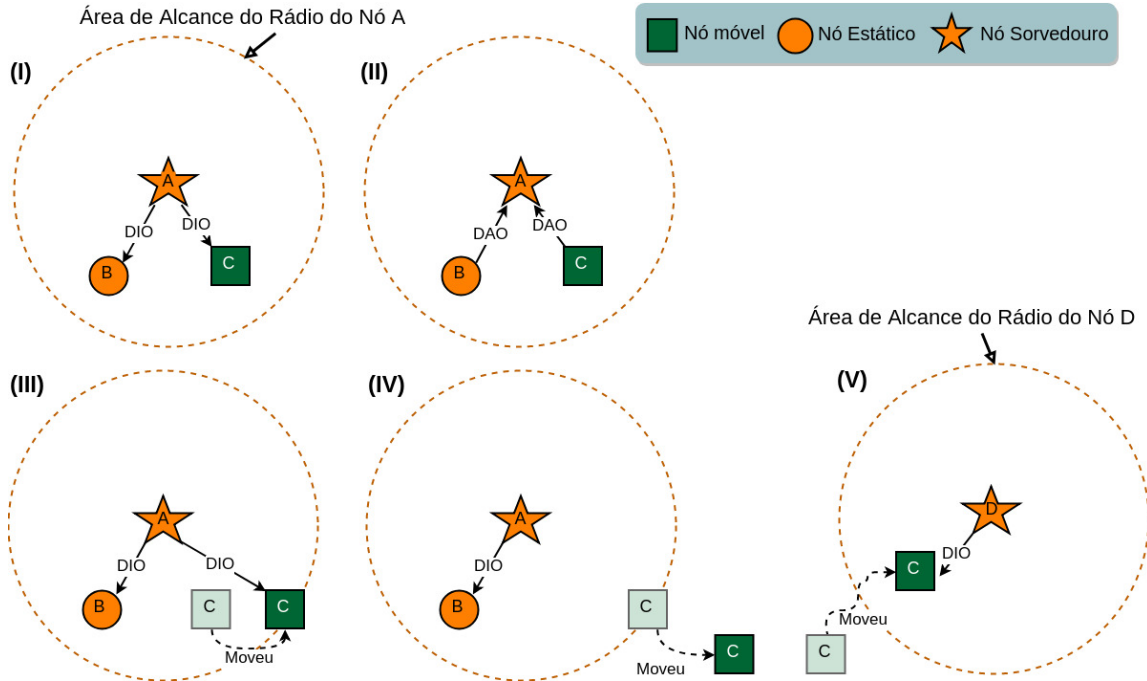 Área de Alcance do Rádio do Nó A
Nó móvel Nó Estático Nó Sorvedouro
(I)
A
DIO DIO
B C
(II)
A
DAO DAO
B C
Área de Alcance do Rádio do Nó D
(III)
A
DIO DIO
B C C
Moveu
(IV)
A
DIO
B C
Moveu C
(V)
D
DIO
C
Moveu
C